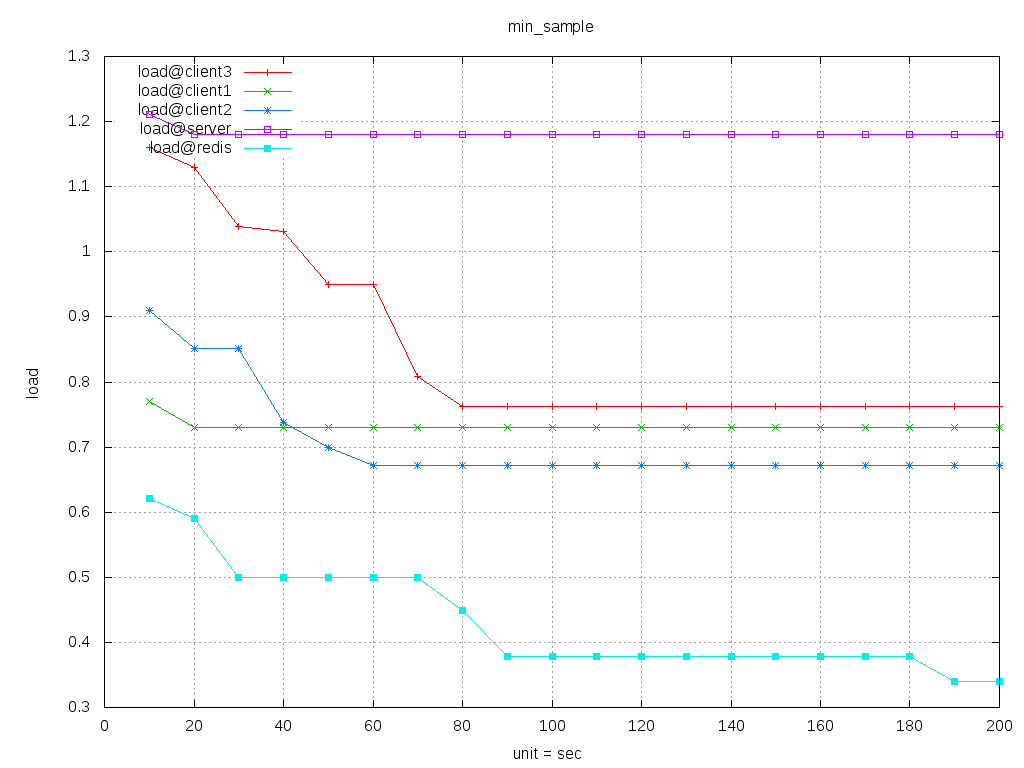 min_sample
1.3
load@client3
load@client1
load@client2
1.2
load@server
load@redis
1.1
1
0.9
0.8
load
0.7
0.6
0.5
0.4
0.3
0 20 40 60 80 100 120 140 160 180 200
unit = sec